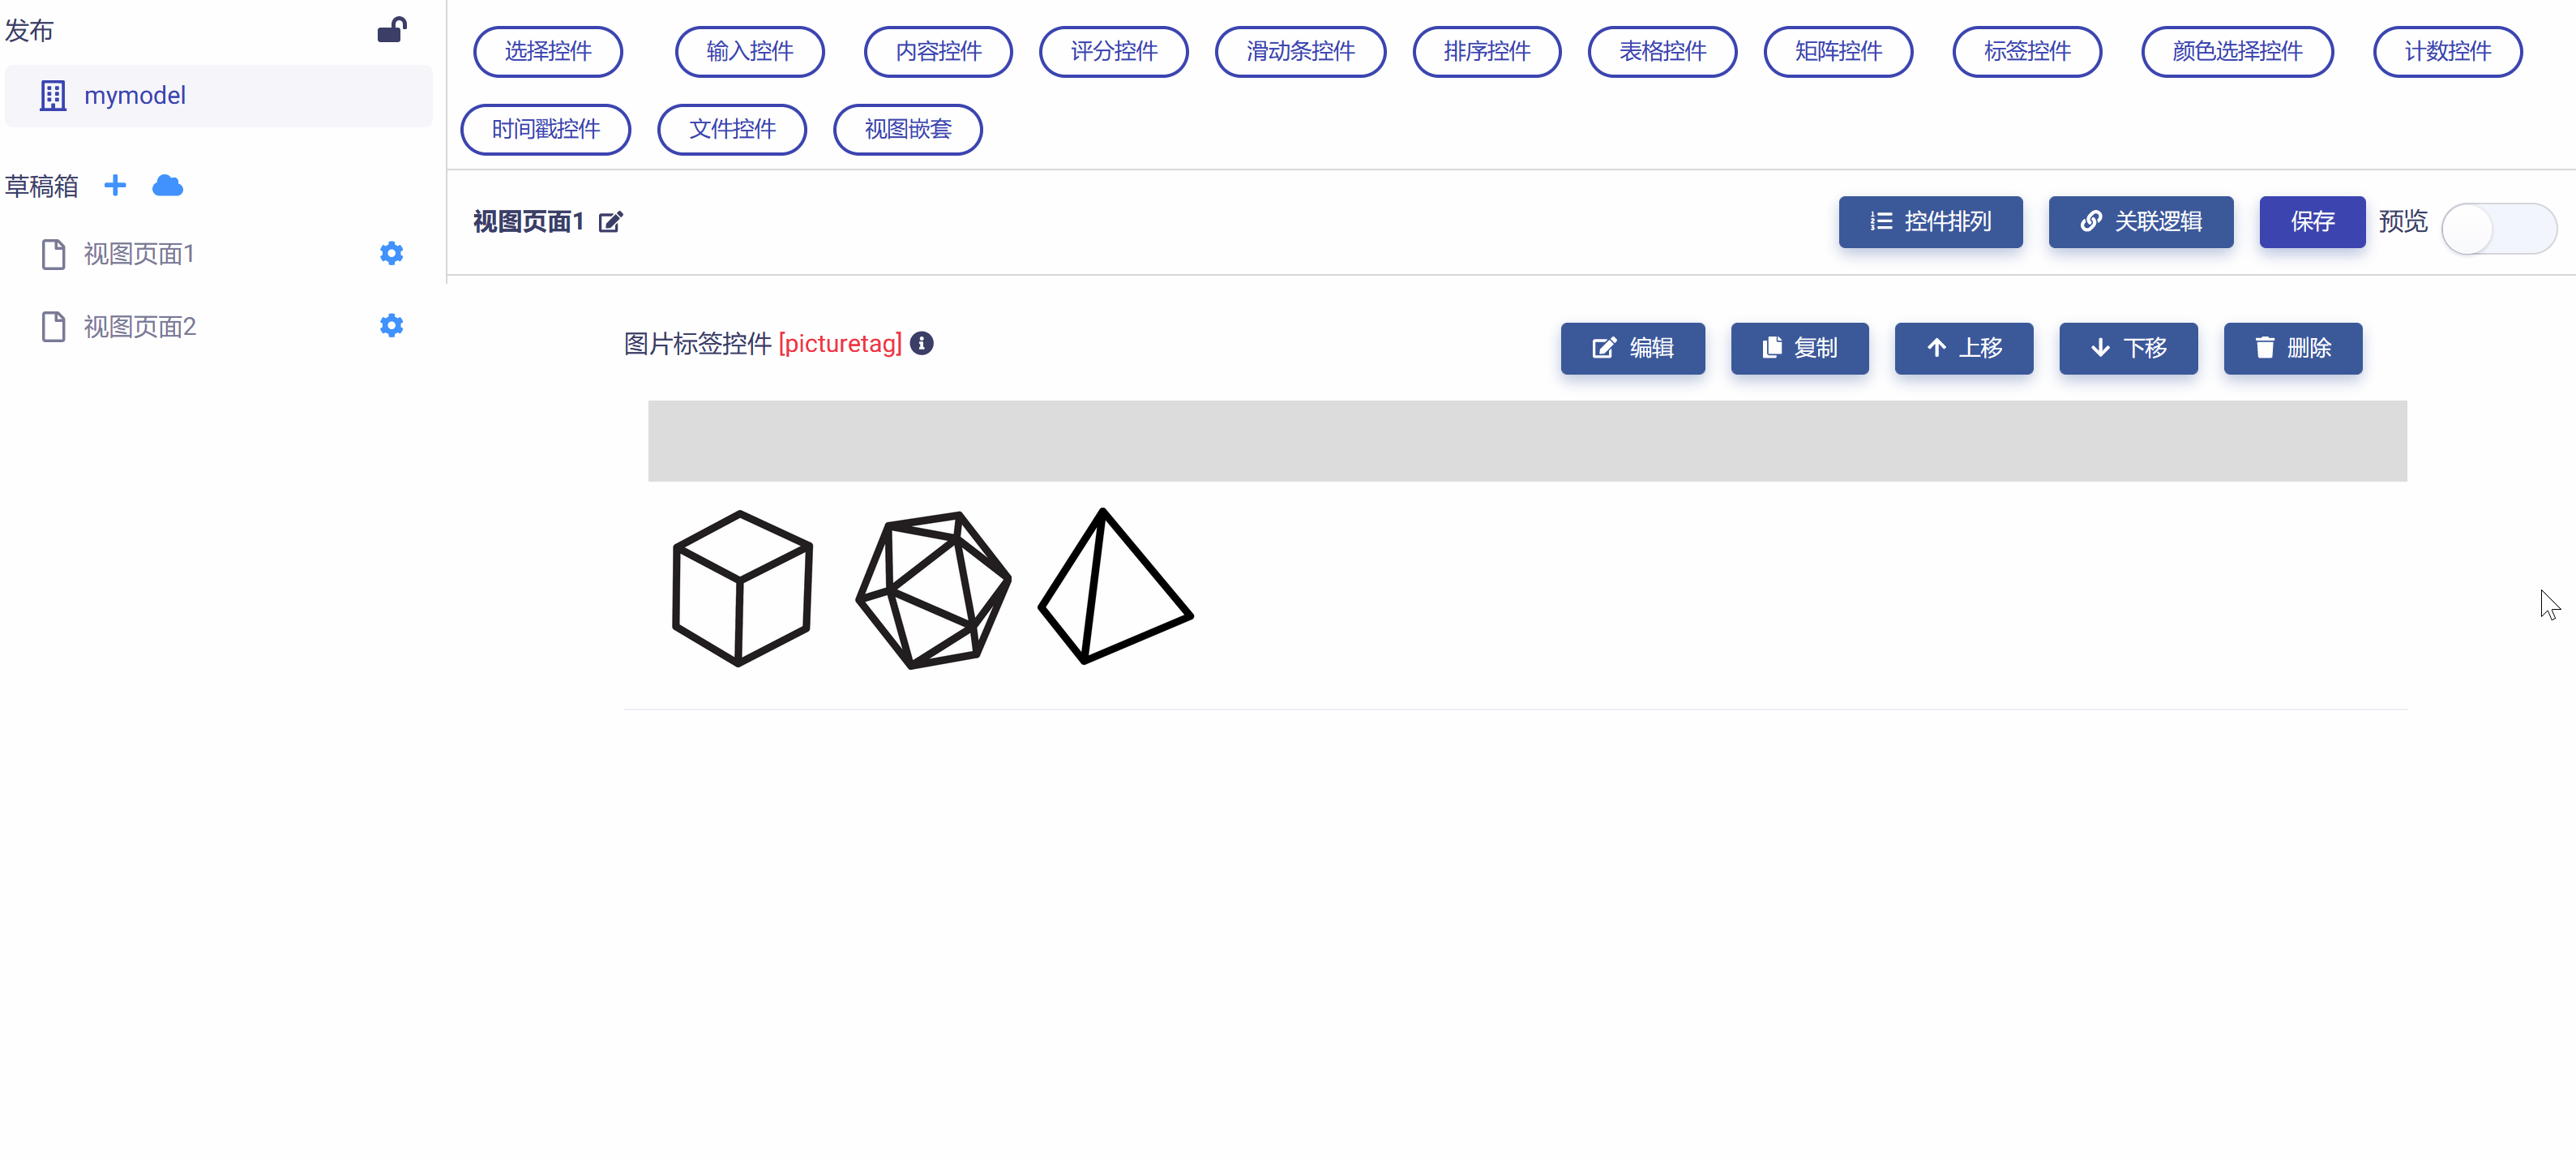 发布
mymodel
草稿箱
视图页面1
视图页面2
选择控件 输入控件 内容控件 评分控件 滑动条控件 排序控件 表格控件 矩阵控件 标签控件 颜色选择控件 计数控件
时间戳控件 文件控件 视图嵌套
视图页面1 控件排列 关联逻辑 保存 预览
图片标签控件 [picturetag] 编辑 复制 上移 下移 删除